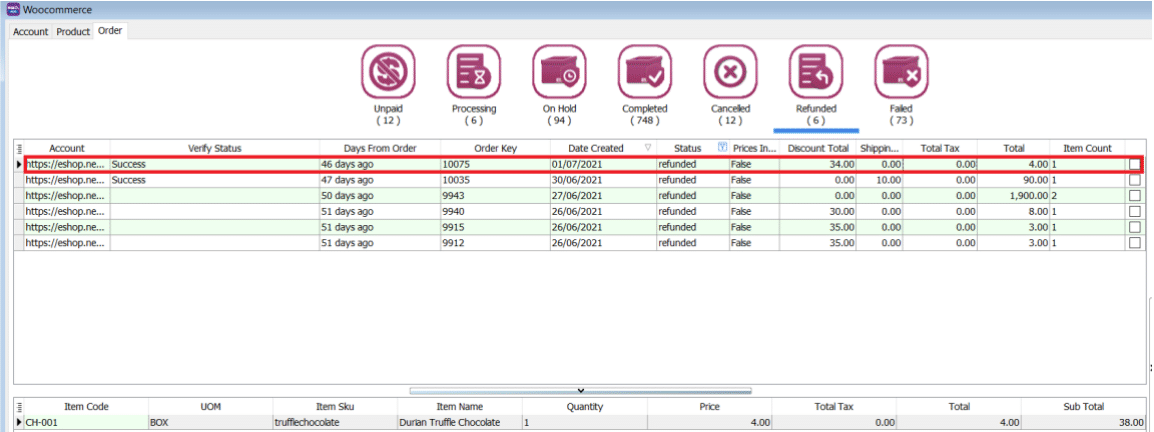 Woocommerce
Account Product Order
Unpaid Processing On Hold Completed Cancelled Refunded Failed
( 12 ) ( 6 ) ( 94 ) ( 748 ) ( 12 ) ( 6 ) ( 73 )
Account Verify Status Days From Order Order Key Date Created Status Prices In... Discount Total Shippin... Total Tax Total Item Count
https://eshop.ne... Success 46 days ago 10075 01/07/2021 refunded False 34.00 0.00 0.00 4.00 1
https://eshop.ne... Success 47 days ago 10035 30/06/2021 refunded False 0.00 10.00 0.00 90.00 1
https://eshop.ne... 50 days ago 9943 27/06/2021 refunded False 0.00 0.00 0.00 1,900.00 2
https://eshop.ne... 51 days ago 9940 26/06/2021 refunded False 30.00 0.00 0.00 8.00 1
https://eshop.ne... 51 days ago 9915 26/06/2021 refunded False 35.00 0.00 0.00 3.00 1
https://eshop.ne... 51 days ago 9912 26/06/2021 refunded False 35.00 0.00 0.00 3.00 1
Item Code UOM Item Sku Item Name Quantity Price Total Tax Total Sub Total
CH-001 BOX trufflechocolate Durian Truffle Chocolate 1 4.00 0.00 4.00 38.00